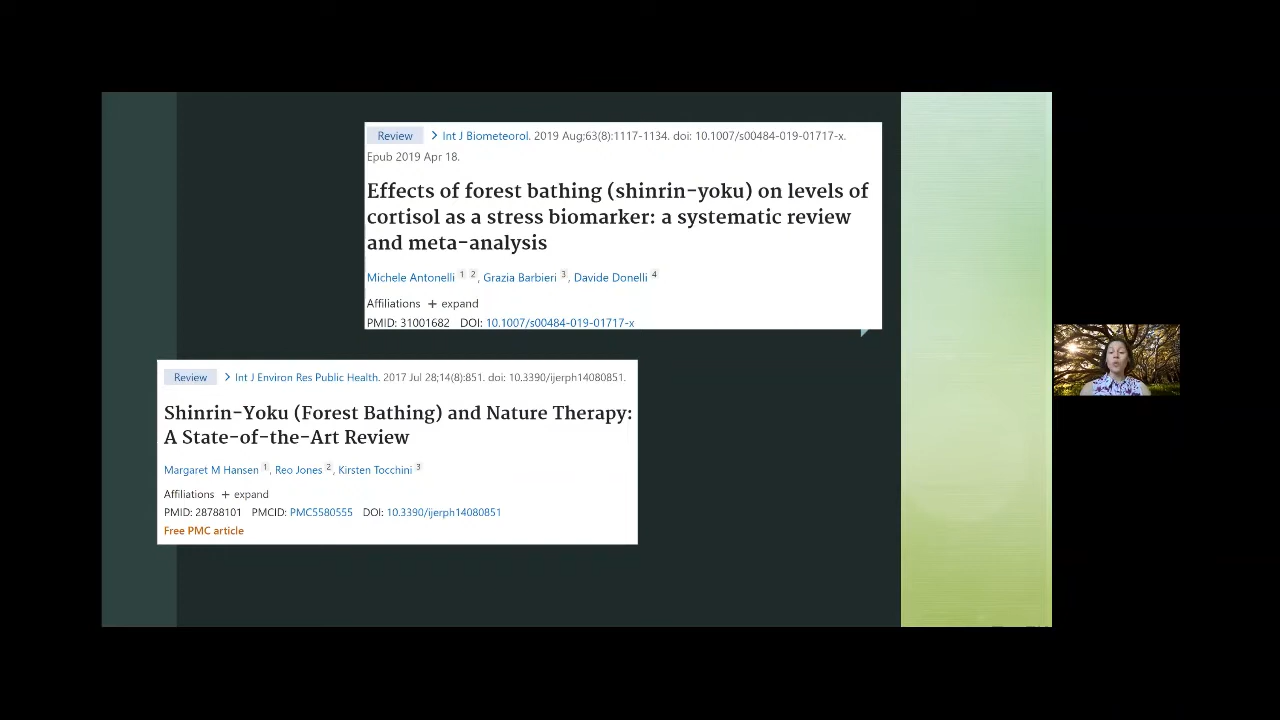 Review > Int J Biometeorol. 2019 Aug;63(8):1117-1134. doi: 10.1007/s00484-019-01717-x.
Epub 2019 Apr 18.
Effects of forest bathing (shinrin-yoku) on levels of
cortisol as a stress biomarker: a systematic review
and meta-analysis
Michele Antonelli 1 2, Grazia Barbieri 3, Davide Donelli 4
Affiliations + expand
PMID: 31001682 DOI: 10.1007/s00484-019-01717-x
Review > Int J Environ Res Public Health. 2017 Jul 28;14(8):851. doi: 10.3390/ijerph14080851.
Shinrin-Yoku (Forest Bathing) and Nature Therapy:
A State-of-the-Art Review
Margaret M Hansen 1, Reo Jones 2, Kirsten Tocchini 3
Affiliations + expand
PMID: 28788101 PMCID: PMC5580555 DOI: 10.3390/ijerph14080851
Free PMC article